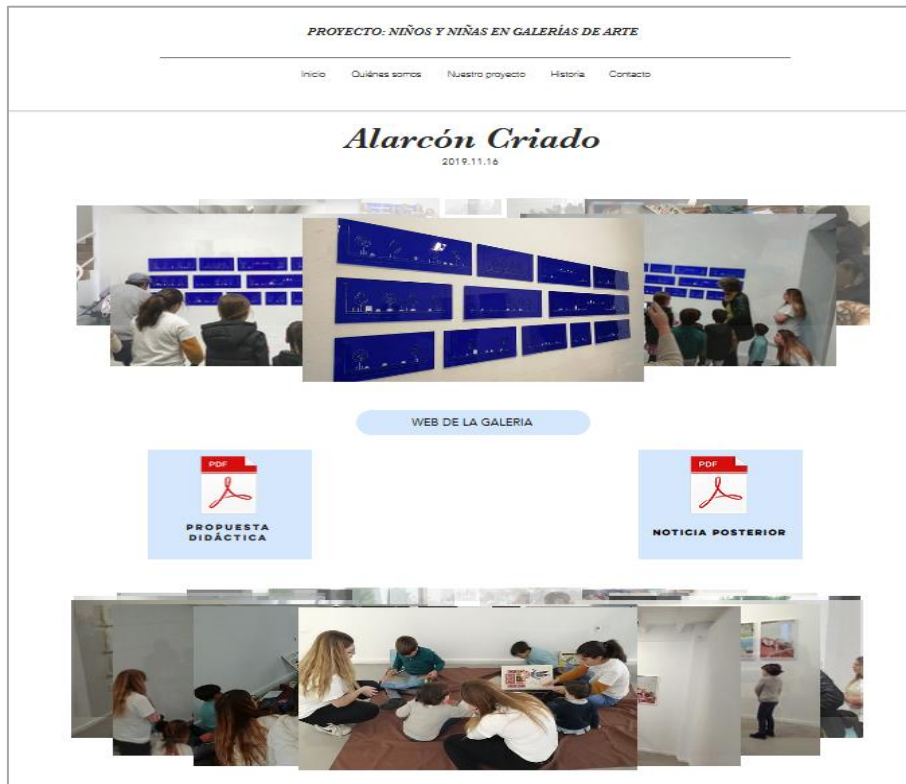 PROYECTO: NIÑOS Y NIÑAS EN GALERÍAS DE ARTE
Inicio Quiénes somos Nuestro proyecto Historia Contacto
Alarcón Criado
2019.11.16
WEB DE LA GALERIA
PDF
PROPUESTA
DIDÁCTICA
PDF
NOTICIA POSTERIOR